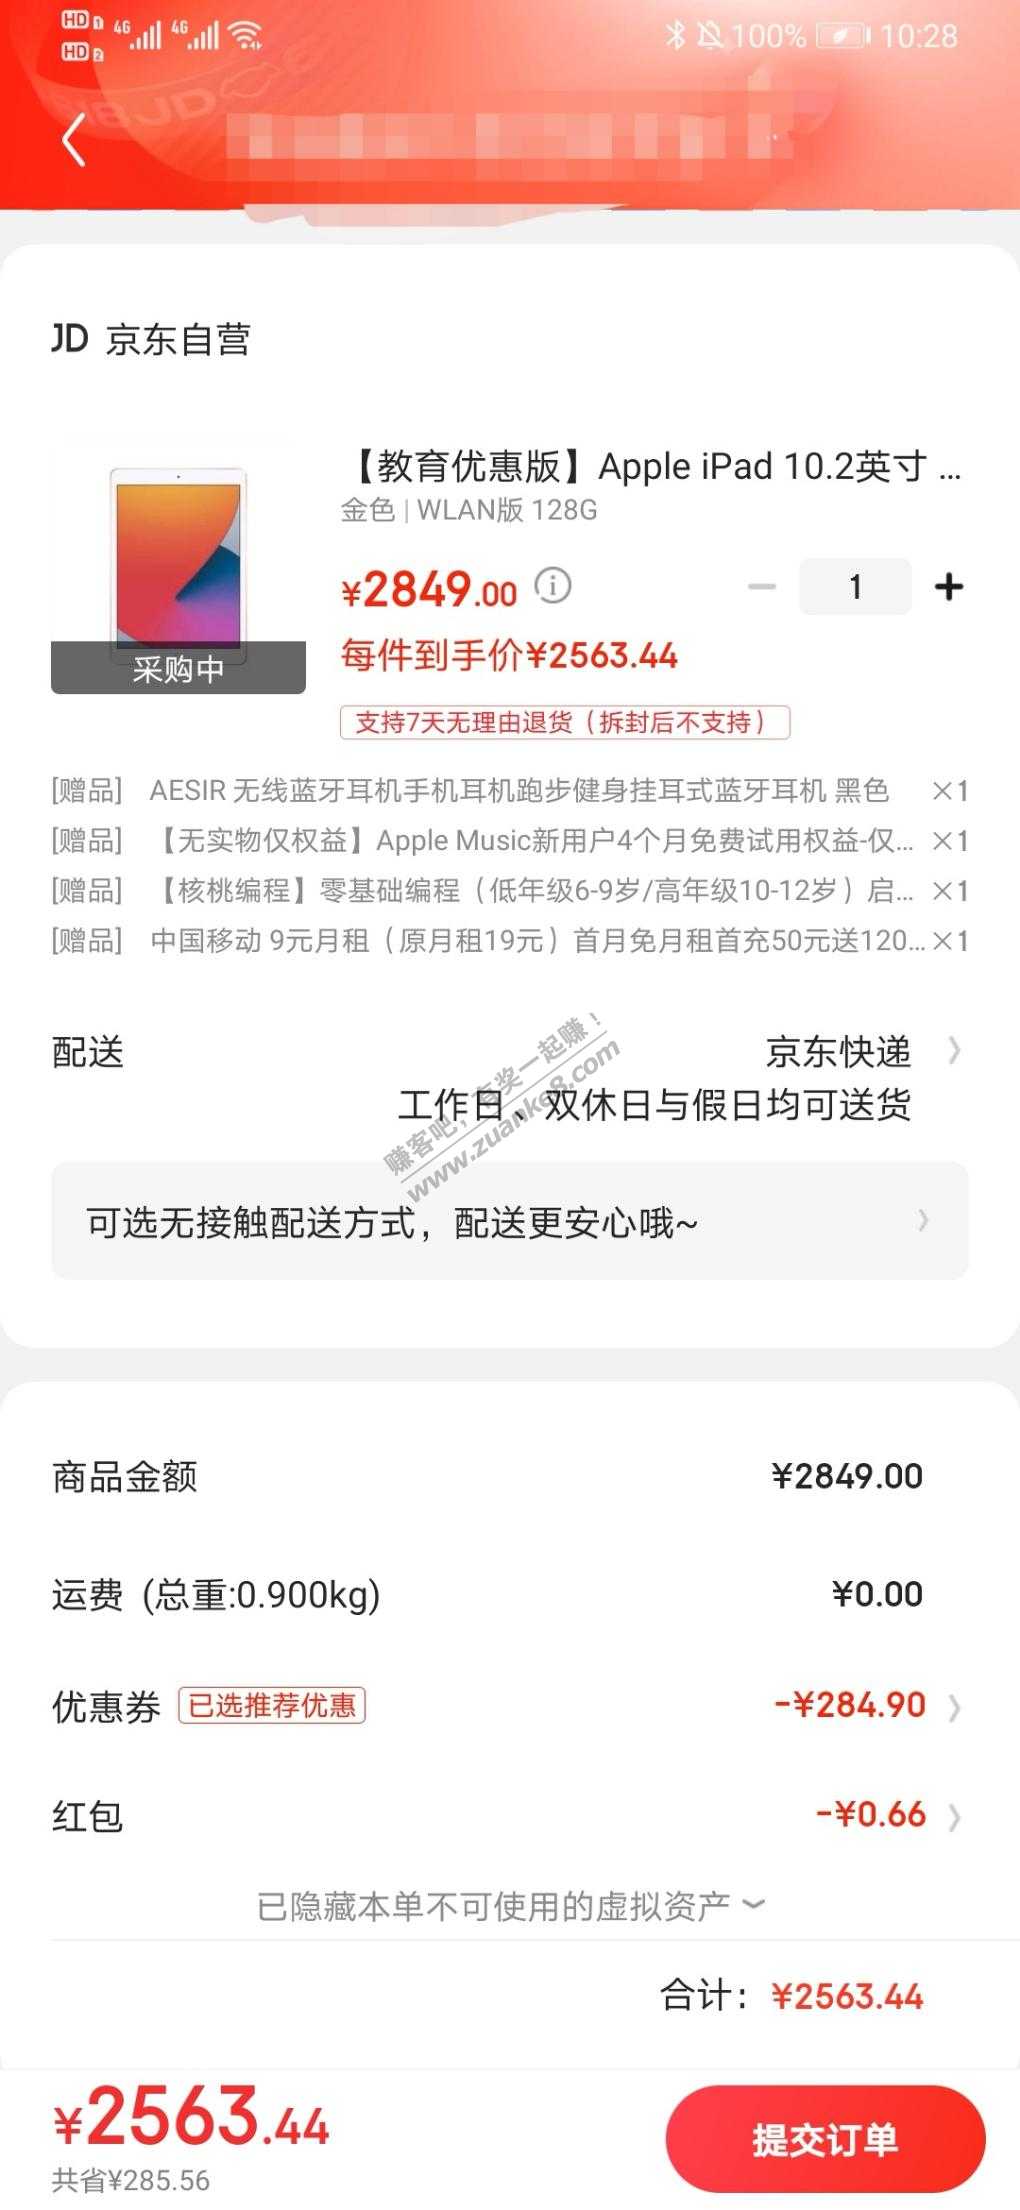 HD 1 4G 4G 100% 10:28
HD 2
JD 京东自营
【教育优惠版】Apple iPad 10.2英寸 ...
金色 | WLAN版 128G
¥2849.00
1
每件到手价¥2563.44
采购中
支持7天无理由退货（拆封后不支持）
[赠品] AESIR 无线蓝牙耳机手机耳机跑步健身挂耳式蓝牙耳机 黑色 ×1
[赠品] 【无实物仅权益】Apple Music新用户4个月免费试用权益-仅... ×1
[赠品] 【核桃编程】零基础编程（低年级6-9岁/高年级10-12岁）启... ×1
[赠品] 中国移动 9元月租（原月租19元）首月免月租首充50元送120... ×1
配送 京东快递
工作日、双休日与假日均可送货
赚客吧，有奖一起赚！
www.zuanke8.com
可选无接触配送方式，配送更安心哦~
商品金额 ¥2849.00
运费 (总重:0.900kg) ¥0.00
优惠券 已选推荐优惠 -¥284.90
红包 -¥0.66
已隐藏本单不可使用的虚拟资产
合计： ¥2563.44
¥2563.44
共省¥285.56
提交订单